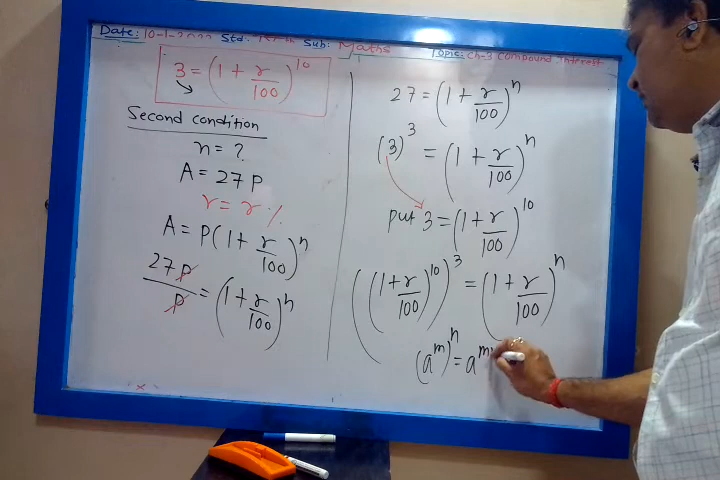 Date: 10-1-2022 Std. Sub: Maths Topic: Ch-3 Compound Interest
3 = (1 + r/100)^10
Second condition
n = ?
A = 27 P
r = r %
A = P(1 + r/100)^n
27P/P = (1 + r/100)^n
27 = (1 + r/100)^n
(3)^3 = (1 + r/100)^n
put 3 = (1 + r/100)^10
((1 + r/100)^10)^3 = (1 + r/100)^n
(a^m)^n = a^m